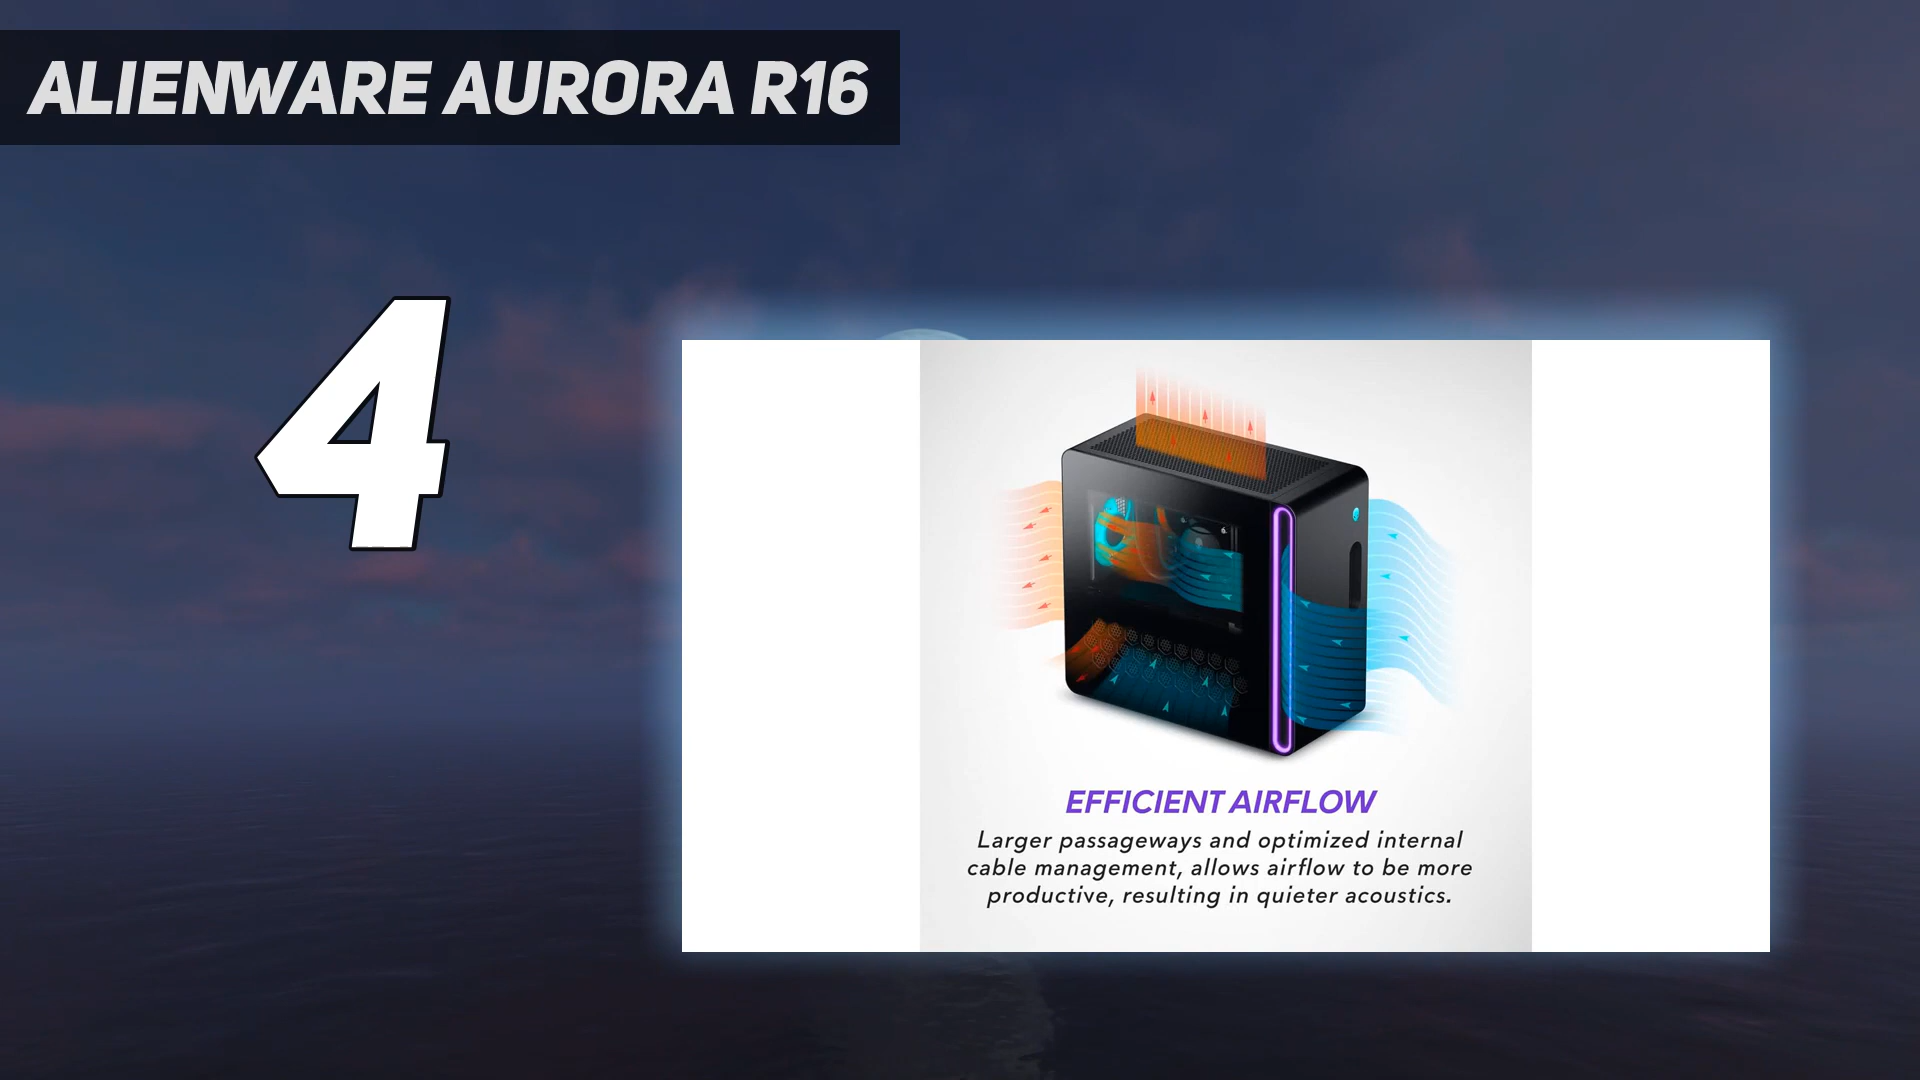 ALIENWARE AURORA R16
4
EFFICIENT AIRFLOW
Larger passageways and optimized internal
cable management, allows airflow to be more
productive, resulting in quieter acoustics.